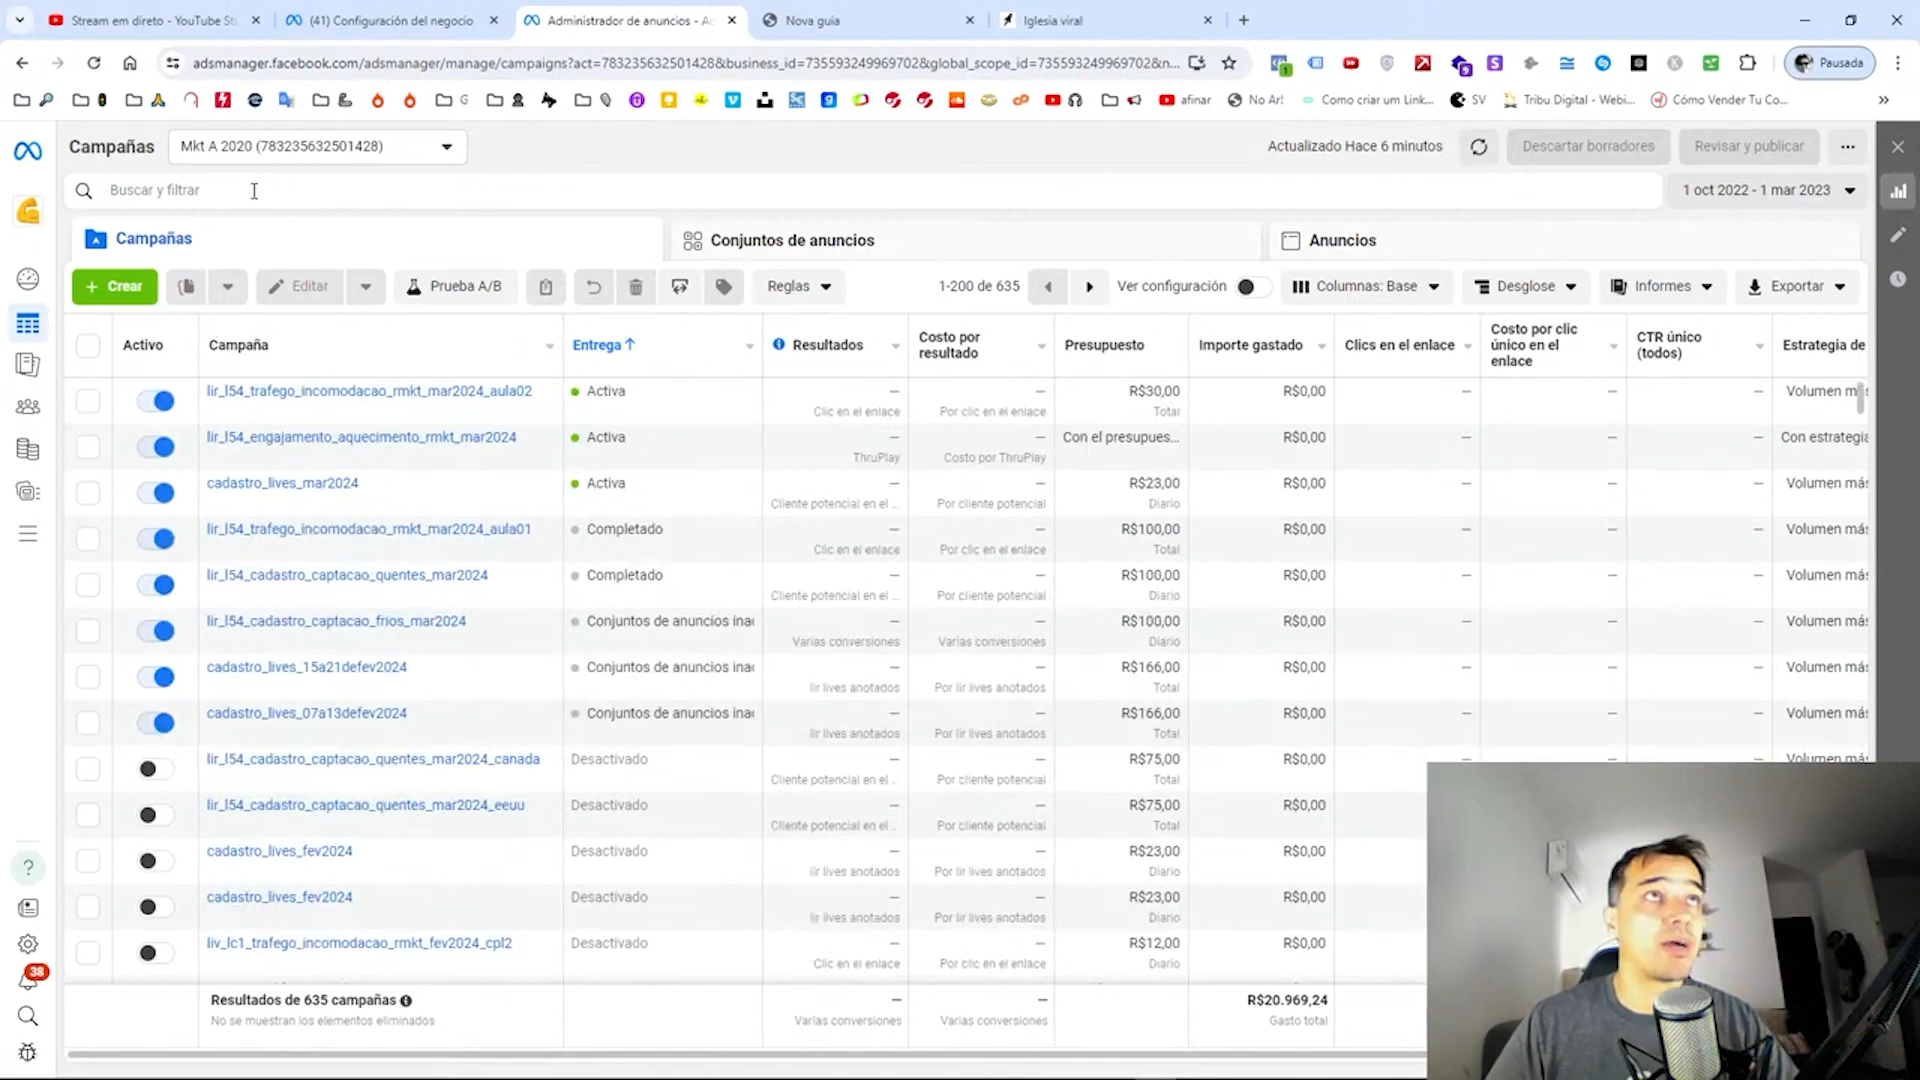 Stream em direto - YouTube St
(41) Configuración del negocio
Administrador de anuncios - Ac
Nova guia
Iglesia viral
adsmanager.facebook.com/adsmanager/manage/campaigns?act=783235632501428&business_id=735593249969702&global_scope_id=735593249969702&n...
Pausada
G
afinar
No Ar!
Como criar um Link...
SV
Tribu Digital - Webi...
Cómo Vender Tu Co...
Campañas
Mkt A 2020 (783235632501428)
Actualizado Hace 6 minutos
Descartar borradores
Revisar y publicar
Buscar y filtrar
1 oct 2022 - 1 mar 2023
Campañas
Conjuntos de anuncios
Anuncios
+ Crear
Editar
Prueba A/B
Reglas
1-200 de 635
Ver configuración
Columnas: Base
Desglose
Informes
Exportar
Activo
Campaña
Entrega ↑
Resultados
Costo por resultado
Presupuesto
Importe gastado
Clics en el enlace
Costo por clic único en el enlace
CTR único (todos)
Estrategia de
lir_l54_trafego_incomodacao_rmkt_mar2024_aula02
Activa
—
R$30,00
R$0,00
Volumen más
Clic en el enlace
Por clic en el enlace
Total
lir_l54_engajamento_aquecimento_rmkt_mar2024
Activa
—
Con el presupues...
R$0,00
Con estrategia
ThruPlay
Costo por ThruPlay
cadastro_lives_mar2024
Activa
—
R$23,00
R$0,00
Volumen más
Cliente potencial en el ...
Por cliente potencial
Diario
lir_l54_trafego_incomodacao_rmkt_mar2024_aula01
Completado
—
R$100,00
R$0,00
Volumen más
Clic en el enlace
Por clic en el enlace
Total
lir_l54_cadastro_captacao_quentes_mar2024
Completado
—
R$100,00
R$0,00
Volumen más
Cliente potencial en el ...
Por cliente potencial
Diario
lir_l54_cadastro_captacao_frios_mar2024
Conjuntos de anuncios inac
—
R$100,00
R$0,00
Volumen más
Varias conversiones
Varias conversiones
Diario
cadastro_lives_15a21defev2024
Conjuntos de anuncios inac
—
R$166,00
R$0,00
Volumen más
lir lives anotados
Por lir lives anotados
Total
cadastro_lives_07a13defev2024
Conjuntos de anuncios inac
—
R$166,00
R$0,00
Volumen más
lir lives anotados
Por lir lives anotados
Total
lir_l54_cadastro_captacao_quentes_mar2024_canada
Desactivado
—
R$75,00
R$0,00
Volumen más
Cliente potencial en el ...
Por cliente potencial
Total
lir_l54_cadastro_captacao_quentes_mar2024_eeuu
Desactivado
—
R$75,00
R$0,00
Cliente potencial en el ...
Por cliente potencial
Total
cadastro_lives_fev2024
Desactivado
—
R$23,00
R$0,00
lir lives anotados
Por lir lives anotados
Diario
cadastro_lives_fev2024
Desactivado
—
R$23,00
R$0,00
lir lives anotados
Por lir lives anotados
Diario
liv_lc1_trafego_incomodacao_rmkt_fev2024_cpl2
Desactivado
—
R$12,00
R$0,00
Clic en el enlace
Por clic en el enlace
Diario
Resultados de 635 campañas
—
R$20.969,24
No se muestran los elementos eliminados
Varias conversiones
Varias conversiones
Gasto total
38